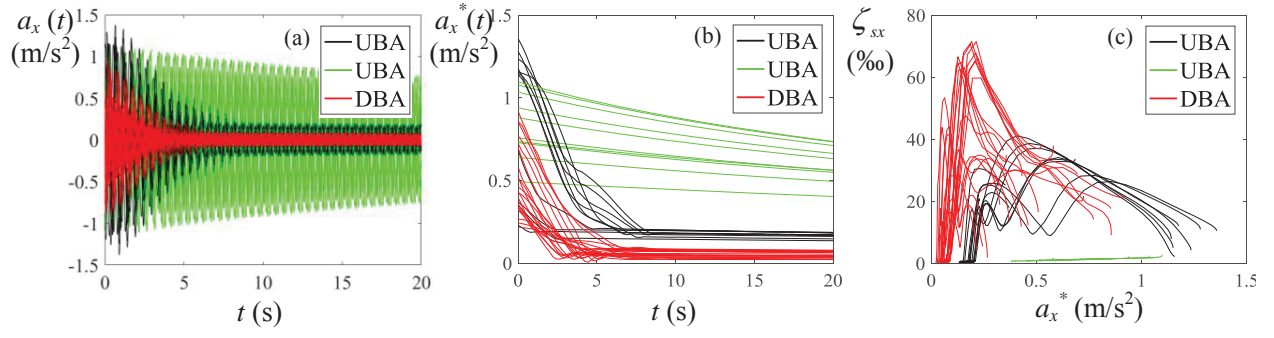 a_x (t)
(m/s²)
(a)
UBA
UBA
DBA
1.5
1
0.5
0
-0.5
-1
-1.5
0
5
10
15
20
t (s)
a_x*(t)
(m/s²)
(b)
UBA
UBA
DBA
1.5
1
0.5
0
0
5
10
15
20
t (s)
ζ_sx
(‰)
(c)
UBA
UBA
DBA
80
60
40
20
0
0
0.5
1
1.5
a_x* (m/s²)